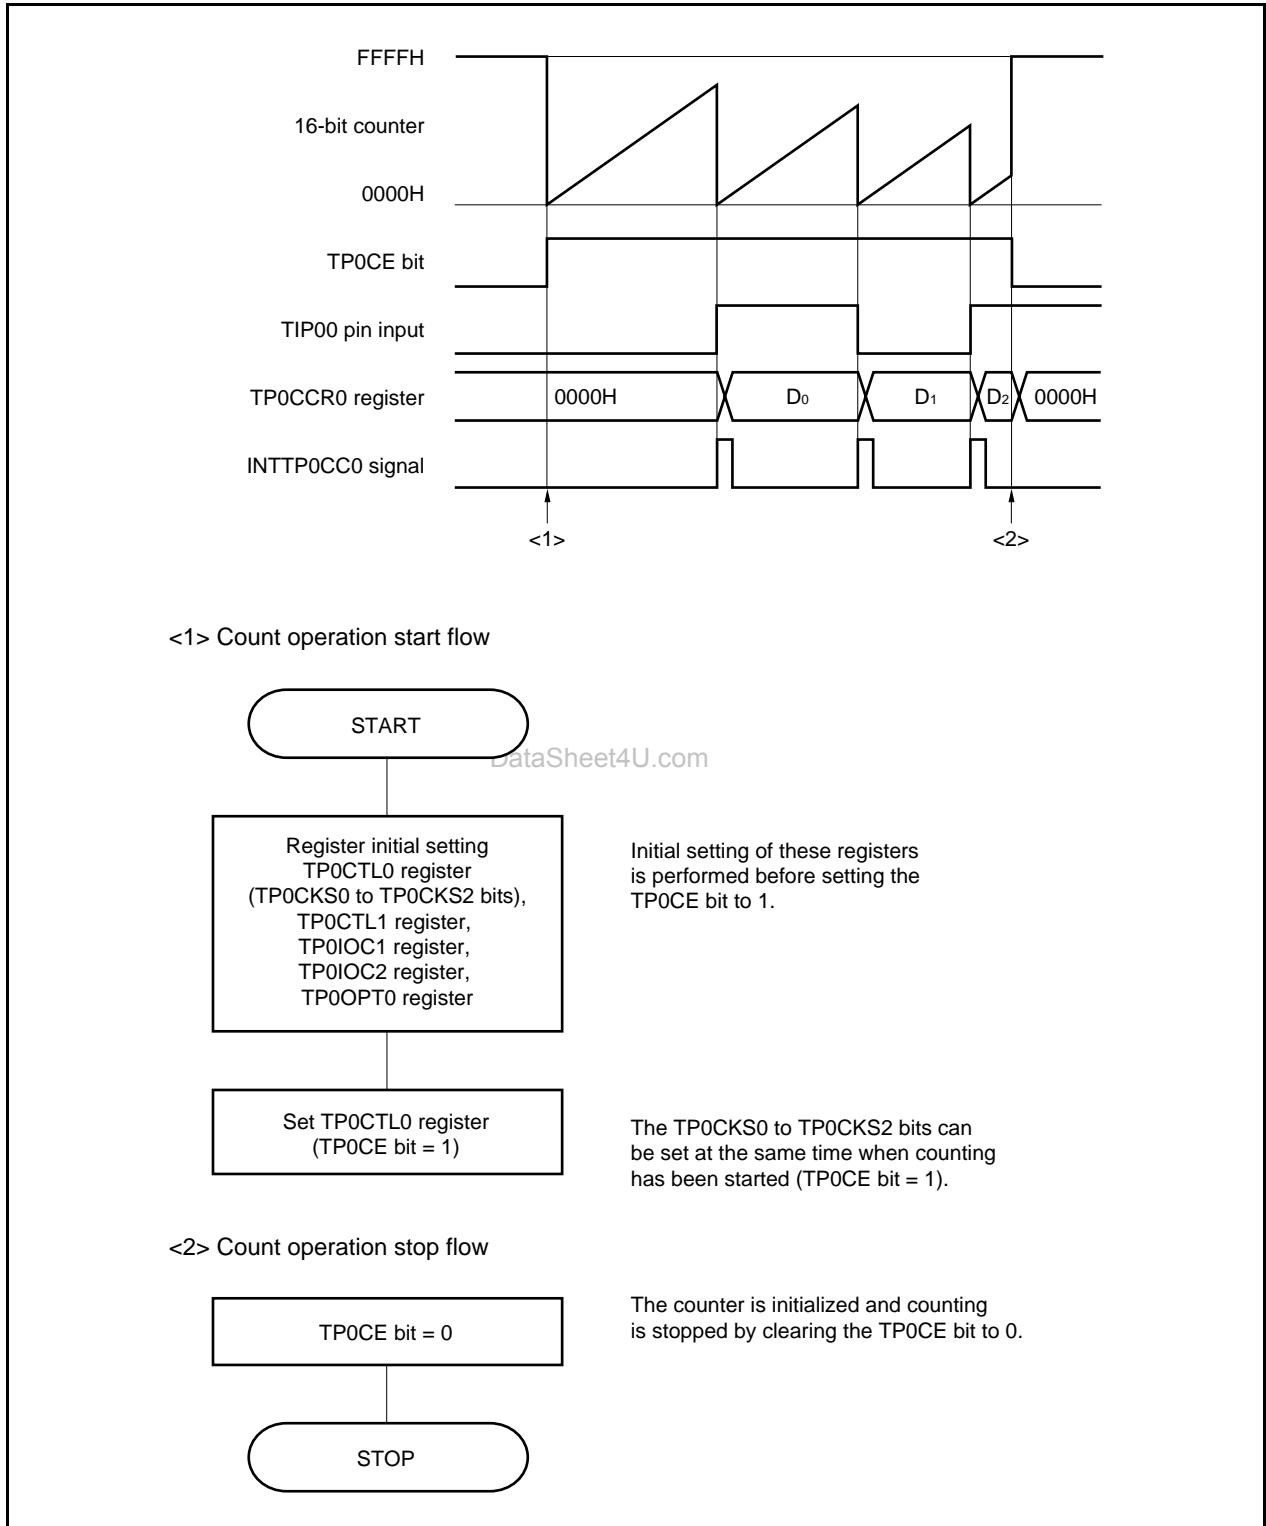 FFFFH
16-bit counter
0000H
TP0CE bit
TIP00 pin input
TP0CCR0 register
0000H D0 D1 D2 0000H
INTTP0CC0 signal
<1> <2>
<1> Count operation start flow
START
DataSheet4U.com
Register initial setting
TP0CTL0 register
(TP0CKS0 to TP0CKS2 bits),
TP0CTL1 register,
TP0IOC1 register,
TP0IOC2 register,
TP0OPT0 register
Initial setting of these registers
is performed before setting the
TP0CE bit to 1.
Set TP0CTL0 register
(TP0CE bit = 1)
The TP0CKS0 to TP0CKS2 bits can
be set at the same time when counting
has been started (TP0CE bit = 1).
<2> Count operation stop flow
TP0CE bit = 0
The counter is initialized and counting
is stopped by clearing the TP0CE bit to 0.
STOP